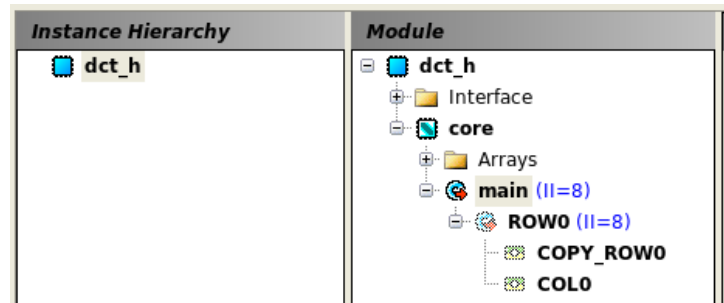 Instance Hierarchy
dct_h
Module
dct_h
Interface
core
Arrays
main (II=8)
ROW0 (II=8)
COPY_ROW0
COL0